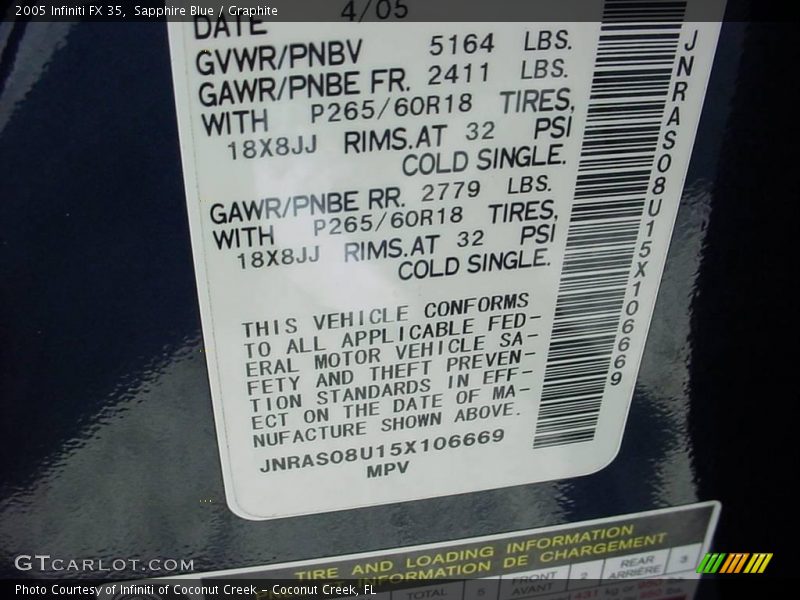 2005 Infiniti FX 35, Sapphire Blue / Graphite
DATE 4/05
GVWR/PNBV 5164 LBS.
GAWR/PNBE FR. 2411 LBS.
WITH P265/60R18 TIRES,
18X8JJ RIMS.AT 32 PSI
COLD SINGLE.
GAWR/PNBE RR. 2779 LBS.
WITH P265/60R18 TIRES,
18X8JJ RIMS.AT 32 PSI
COLD SINGLE.
THIS VEHICLE CONFORMS
TO ALL APPLICABLE FED-
ERAL MOTOR VEHICLE SA-
FETY AND THEFT PREVEN-
TION STANDARDS IN EFF-
ECT ON THE DATE OF MA-
NUFACTURE SHOWN ABOVE.
JNRAS08U15X106669
MPV
JNRAS08U15X106669
TIRE AND LOADING INFORMATION
INFORMATION DE CHARGEMENT
TOTAL 5 FRONT AVANT 2 REAR ARRIÈRE 3
GTCARLOT.COM
Photo Courtesy of Infiniti of Coconut Creek - Coconut Creek, FL